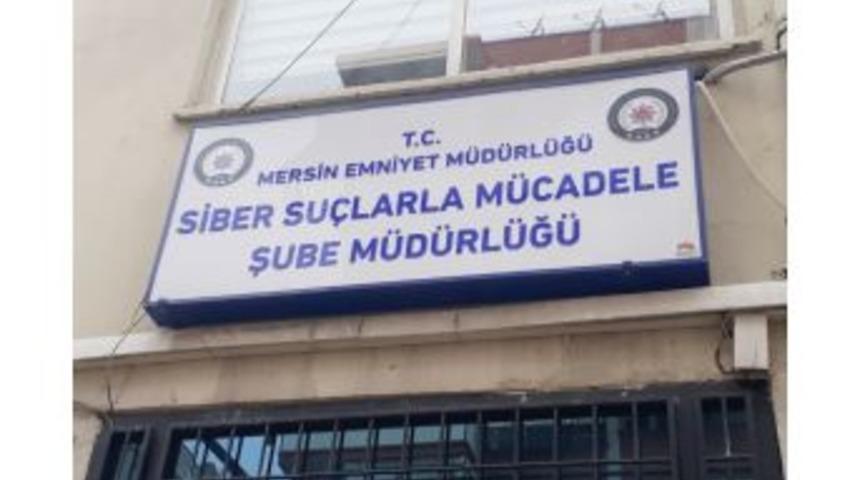 T.C.
MERSİN EMNİYET MÜDÜRLÜĞÜ
SİBER SUÇLARLA MÜCADELE
ŞUBE MÜDÜRLÜĞÜ